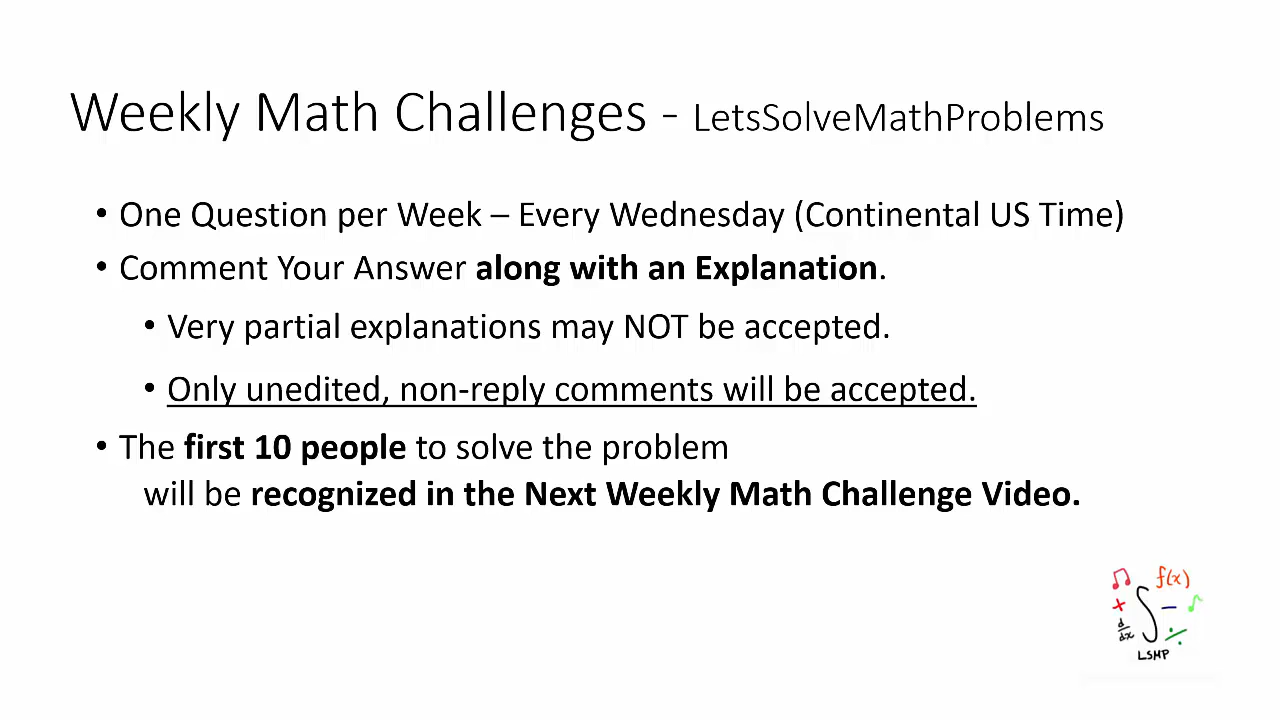 Weekly Math Challenges - LetsSolveMathProblems
• One Question per Week – Every Wednesday (Continental US Time)
• Comment Your Answer along with an Explanation.
• Very partial explanations may NOT be accepted.
• Only unedited, non-reply comments will be accepted.
• The first 10 people to solve the problem
will be recognized in the Next Weekly Math Challenge Video.
f(x)
+ ∫ −
d/dx ÷
LSMP